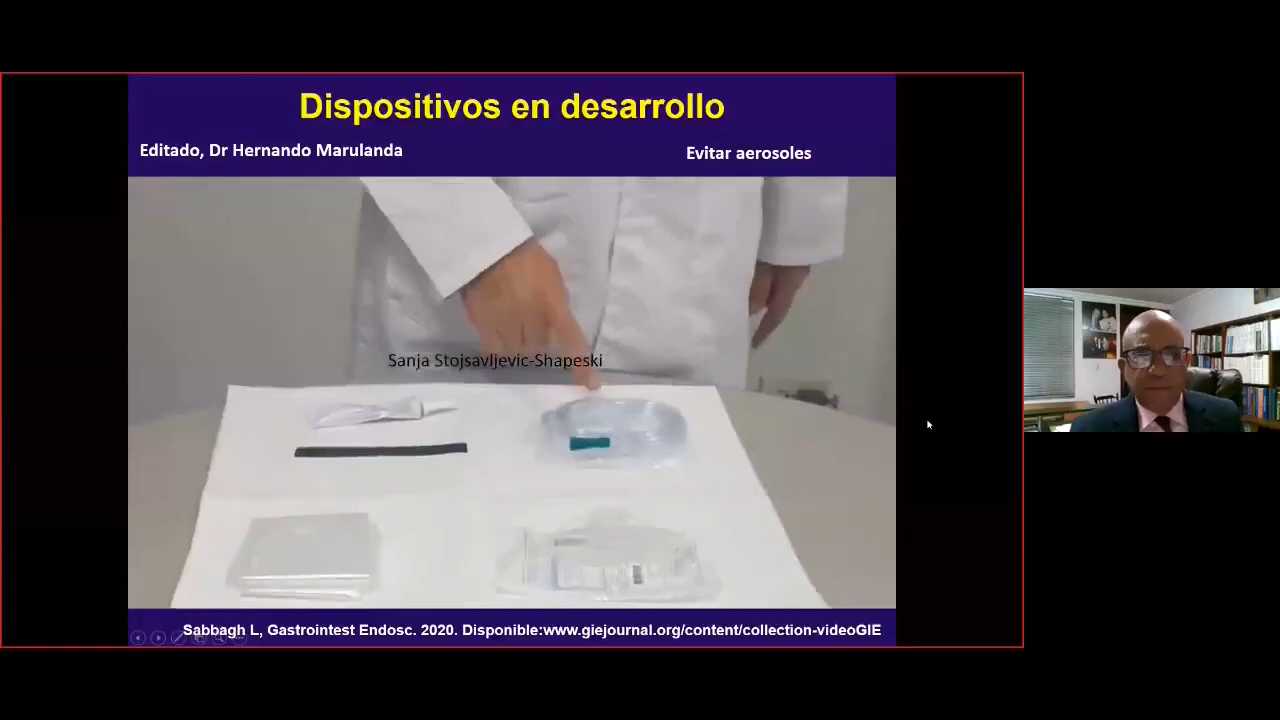 Dispositivos en desarrollo
Editado, Dr Hernando Marulanda
Evitar aerosoles
Sanja Stojsavljevic-Shapeski
Sabbagh L, Gastrointest Endosc. 2020. Disponible:www.giejournal.org/content/collection-videoGIE